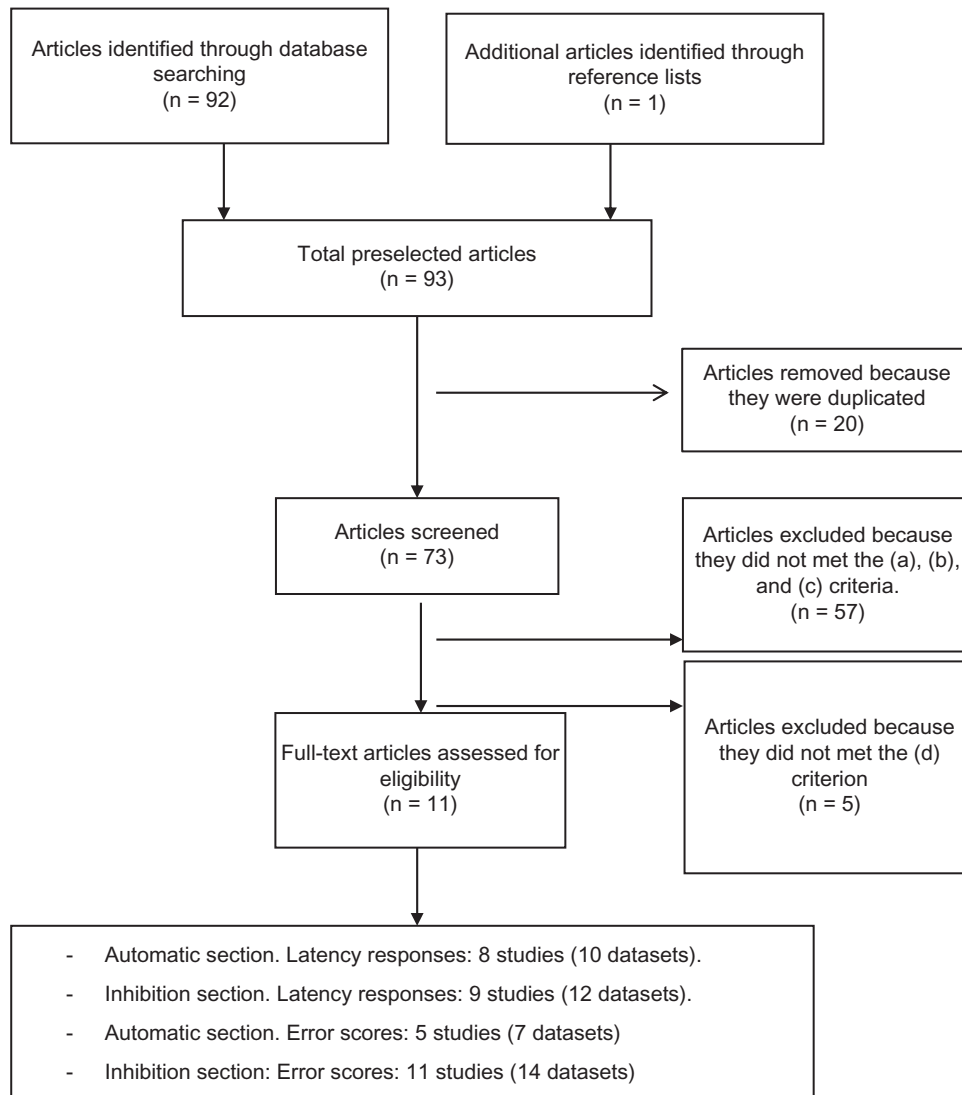 Articles identified through database
searching
(n = 92)
Additional articles identified through
reference lists
(n = 1)
Total preselected articles
(n = 93)
Articles removed because
they were duplicated
(n = 20)
Articles screened
(n = 73)
Articles excluded because
they did not met the (a), (b),
and (c) criteria.
(n = 57)
Full-text articles assessed for
eligibility
(n = 11)
Articles excluded because
they did not met the (d)
criterion
(n = 5)
- Automatic section. Latency responses: 8 studies (10 datasets).
- Inhibition section. Latency responses: 9 studies (12 datasets).
- Automatic section. Error scores: 5 studies (7 datasets)
- Inhibition section: Error scores: 11 studies (14 datasets)